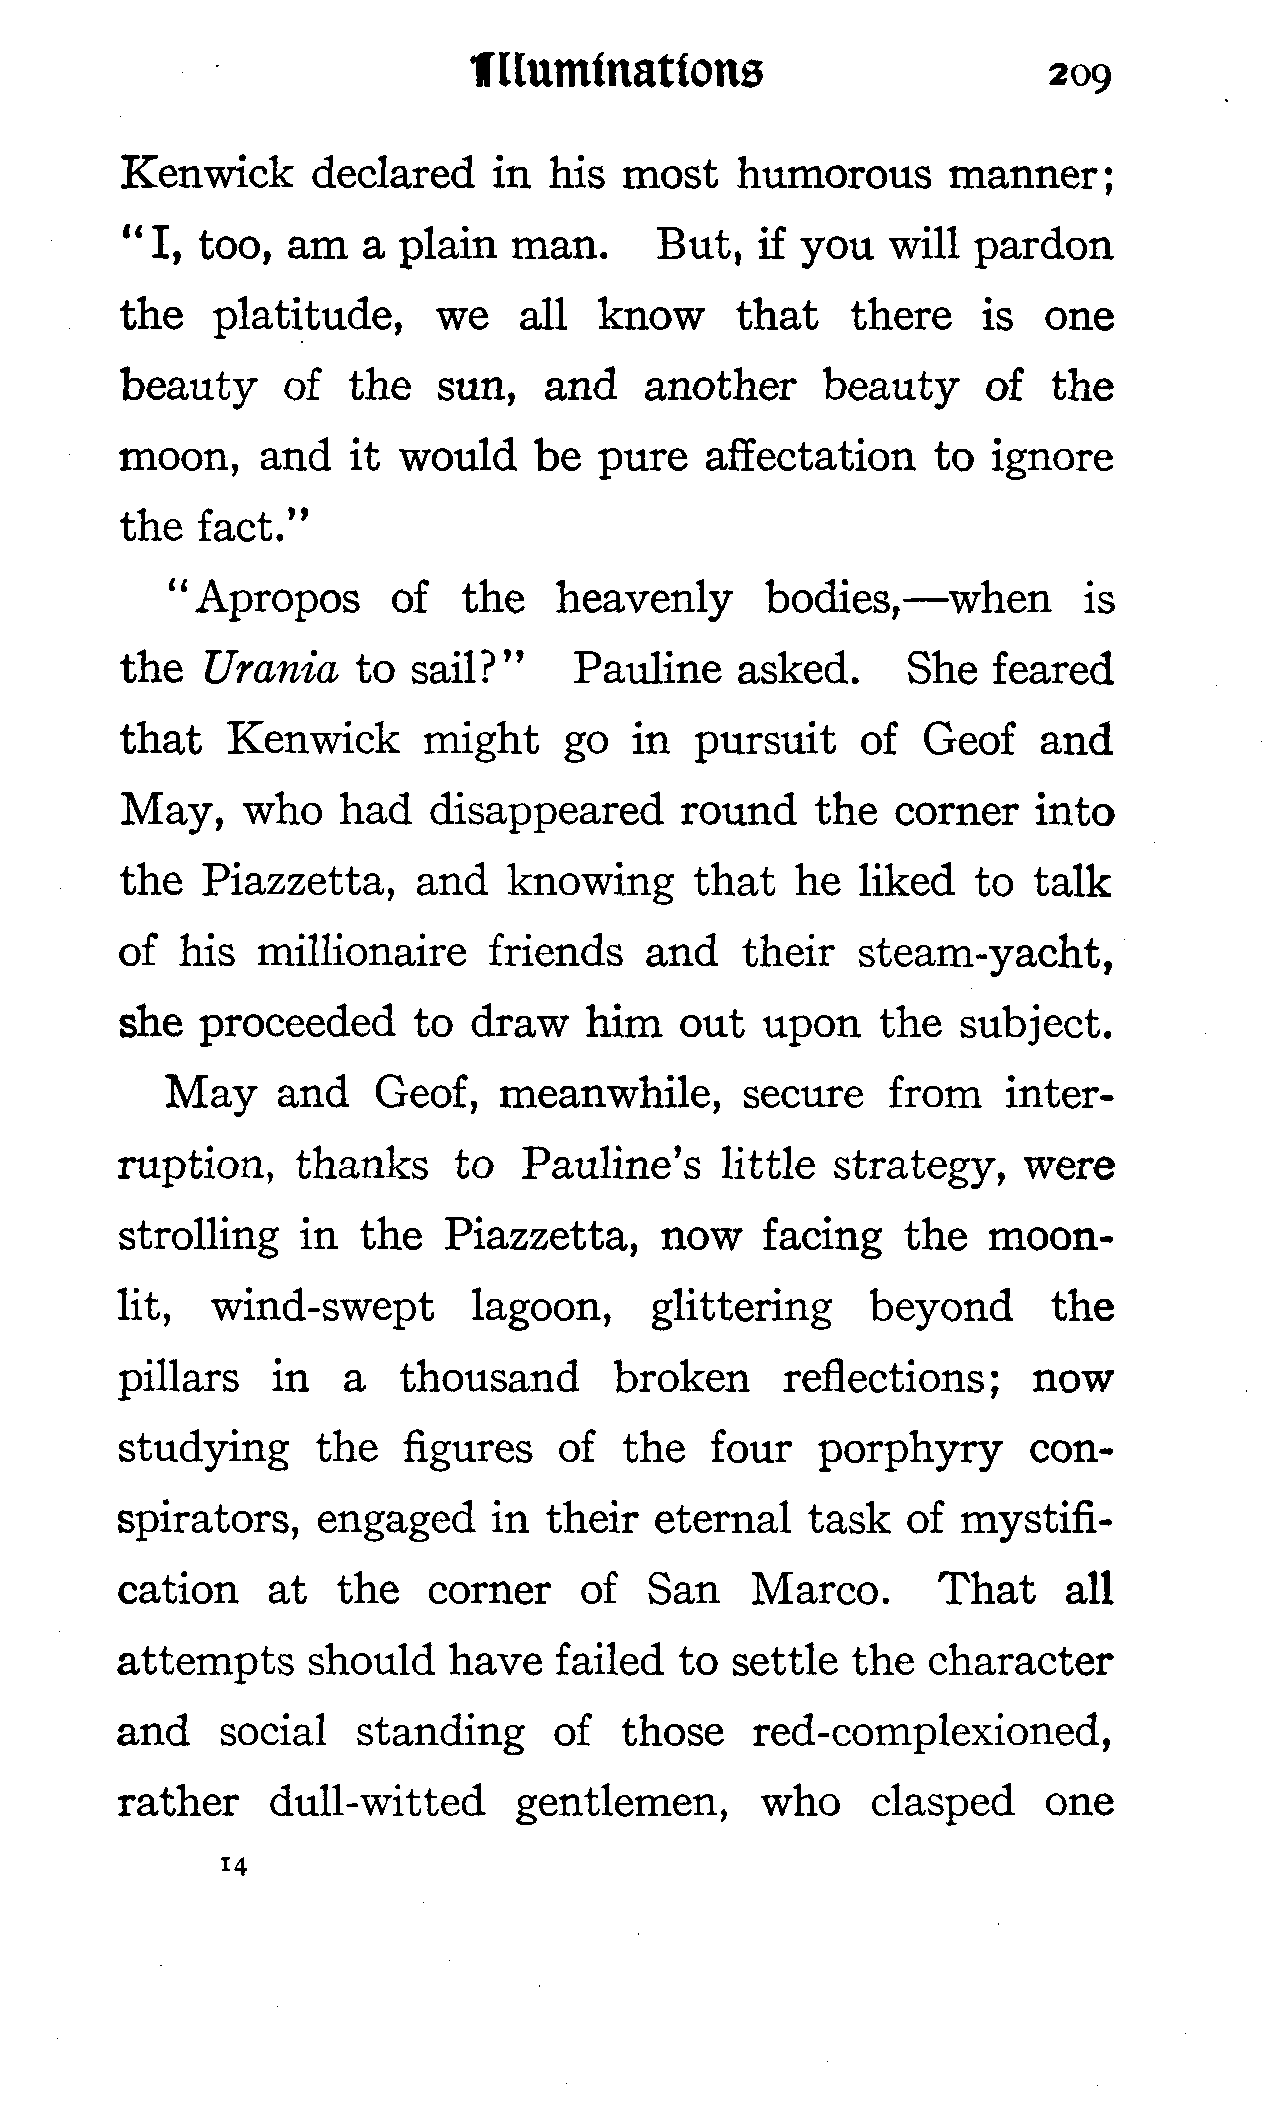 Illuminations 209
Kenwick declared in his most humorous manner;
"I, too, am a plain man. But, if you will pardon
the platitude, we all know that there is one
beauty of the sun, and another beauty of the
moon, and it would be pure affectation to ignore
the fact."
"Apropos of the heavenly bodies,—when is
the Urania to sail?" Pauline asked. She feared
that Kenwick might go in pursuit of Geof and
May, who had disappeared round the corner into
the Piazzetta, and knowing that he liked to talk
of his millionaire friends and their steam-yacht,
she proceeded to draw him out upon the subject.
May and Geof, meanwhile, secure from inter-
ruption, thanks to Pauline's little strategy, were
strolling in the Piazzetta, now facing the moon-
lit, wind-swept lagoon, glittering beyond the
pillars in a thousand broken reflections; now
studying the figures of the four porphyry con-
spirators, engaged in their eternal task of mystifi-
cation at the corner of San Marco. That all
attempts should have failed to settle the character
and social standing of those red-complexioned,
rather dull-witted gentlemen, who clasped one
14